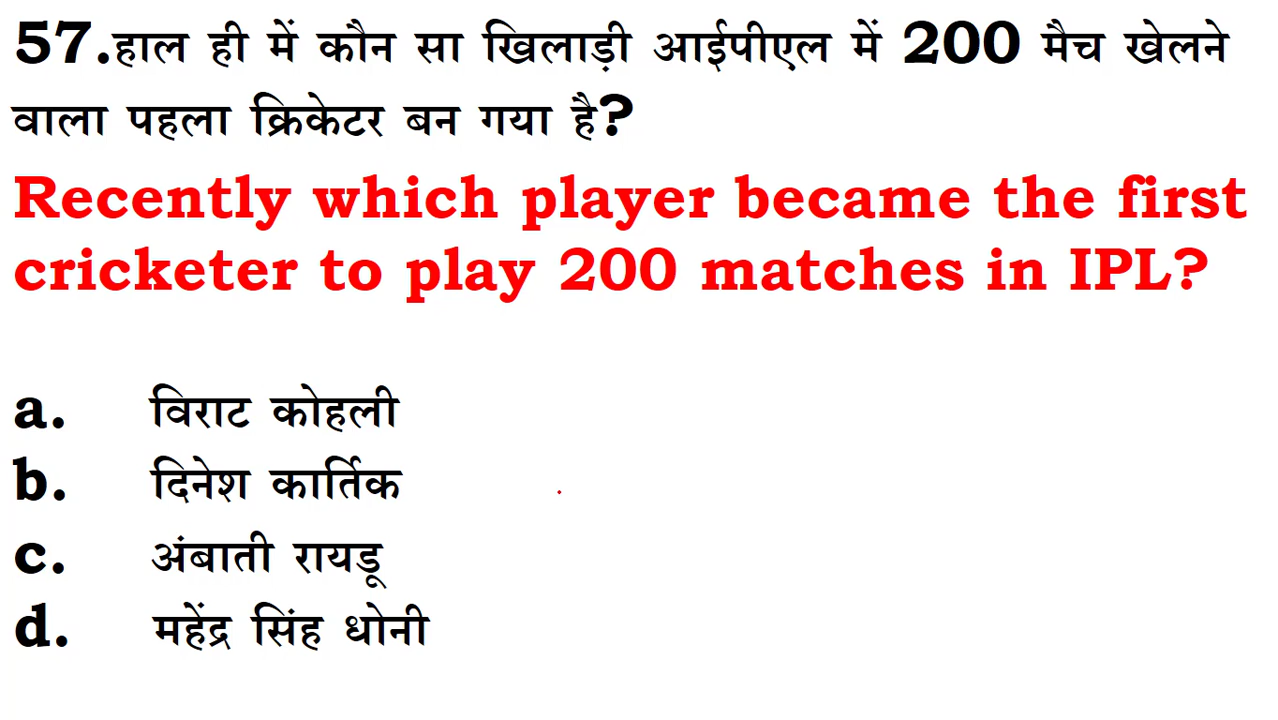 57.हाल ही में कौन सा खिलाड़ी आईपीएल में 200 मैच खेलने
वाला पहला क्रिकेटर बन गया है?
Recently which player became the first
cricketer to play 200 matches in IPL?
a. विराट कोहली
b. दिनेश कार्तिक
c. अंबाती रायडू
d. महेंद्र सिंह धोनी